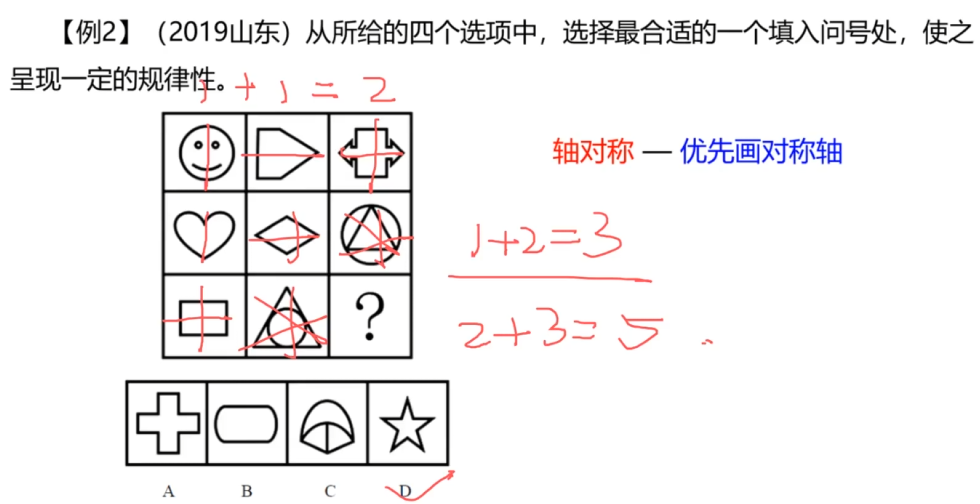 【例2】（2019山东）从所给的四个选项中，选择最合适的一个填入问号处，使之
呈现一定的规律性。
1+1=2
轴对称 — 优先画对称轴
1+2=3
2+3=5
?
A B C D